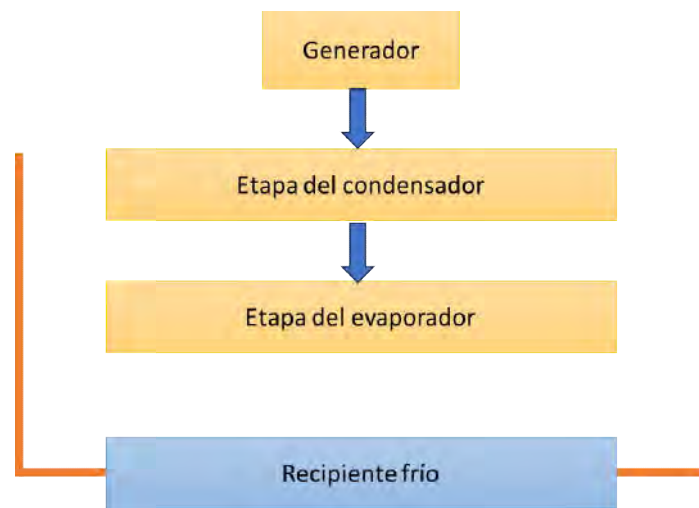 Generador
Etapa del condensador
Etapa del evaporador
Recipiente frío